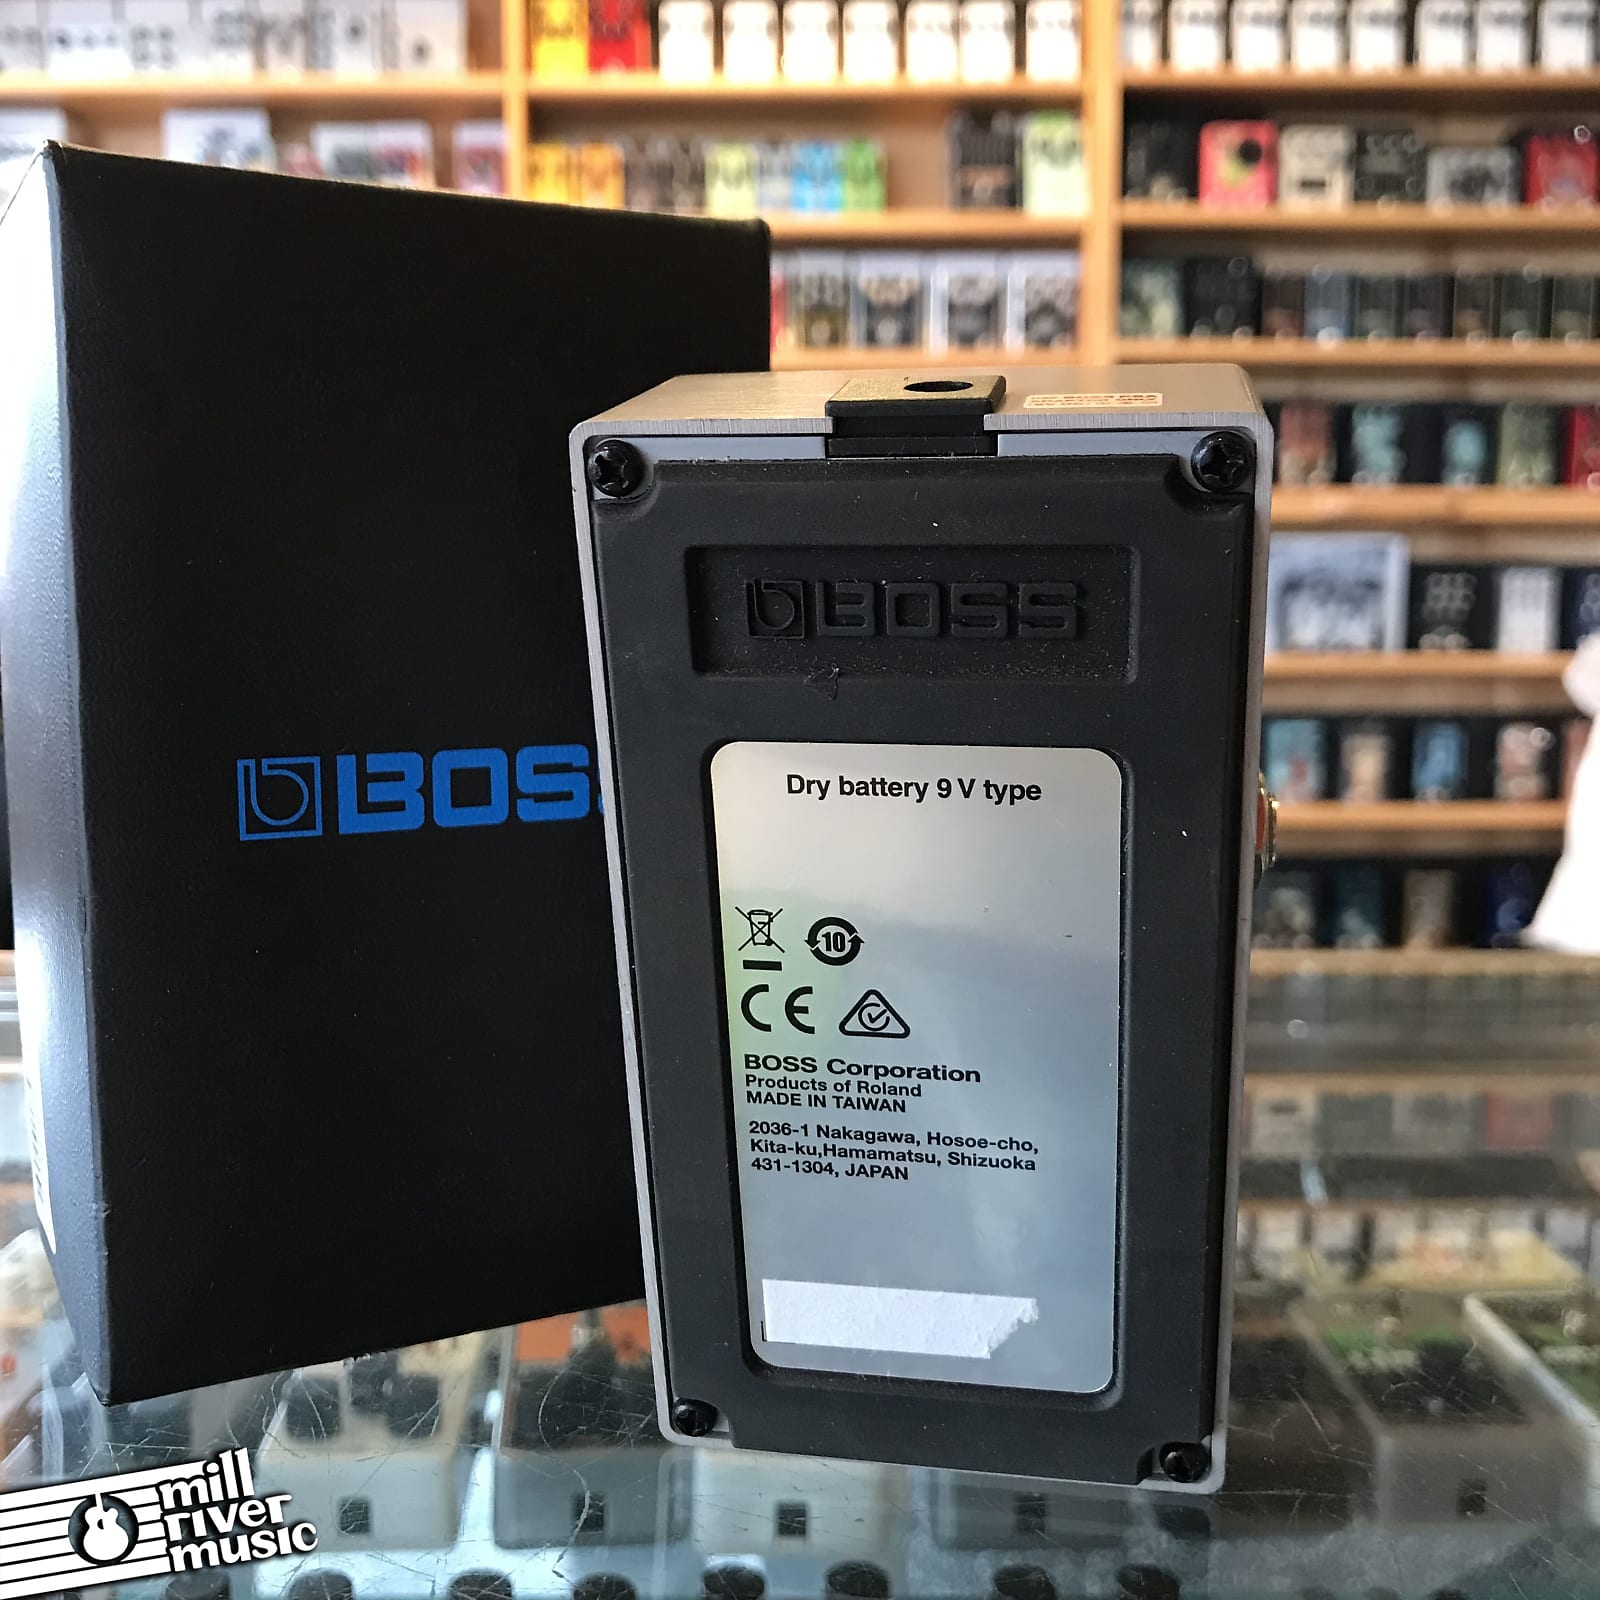 BOSS
BOSS
Dry battery 9 V type
10
CE
BOSS Corporation
Products of Roland
MADE IN TAIWAN
2036-1 Nakagawa, Hosoe-cho,
Kita-ku,Hamamatsu, Shizuoka
431-1304, JAPAN
mill
river
music